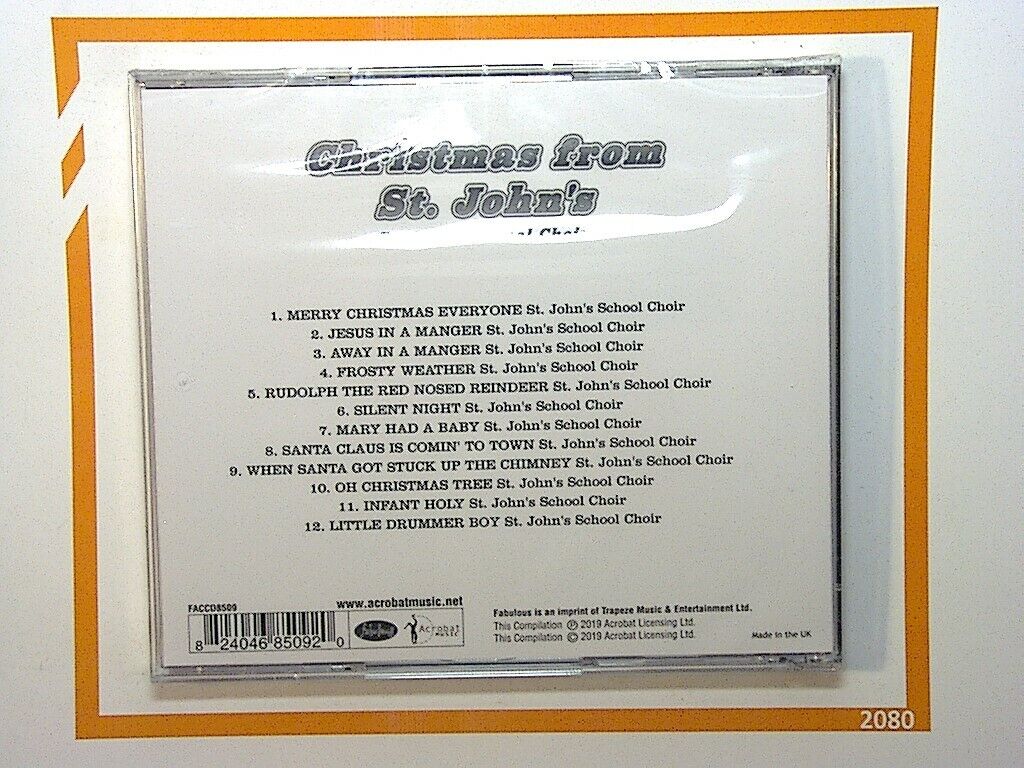 Christmas from
St. John's
1. MERRY CHRISTMAS EVERYONE St. John's School Choir
2. JESUS IN A MANGER St. John's School Choir
3. AWAY IN A MANGER St. John's School Choir
4. FROSTY WEATHER St. John's School Choir
5. RUDOLPH THE RED NOSED REINDEER St. John's School Choir
6. SILENT NIGHT St. John's School Choir
7. MARY HAD A BABY St. John's School Choir
8. SANTA CLAUS IS COMIN' TO TOWN St. John's School Choir
9. WHEN SANTA GOT STUCK UP THE CHIMNEY St. John's School Choir
10. OH CHRISTMAS TREE St. John's School Choir
11. INFANT HOLY St. John's School Choir
12. LITTLE DRUMMER BOY St. John's School Choir
FACCD8509
www.acrobatmusic.net
8 24046 85092 0
Acrobat
MUSIC
Fabulous is an imprint of Trapeze Music & Entertainment Ltd.
This Compilation ℗ 2019 Acrobat Licensing Ltd.
This Compilation © 2019 Acrobat Licensing Ltd.
Made in the UK
2080